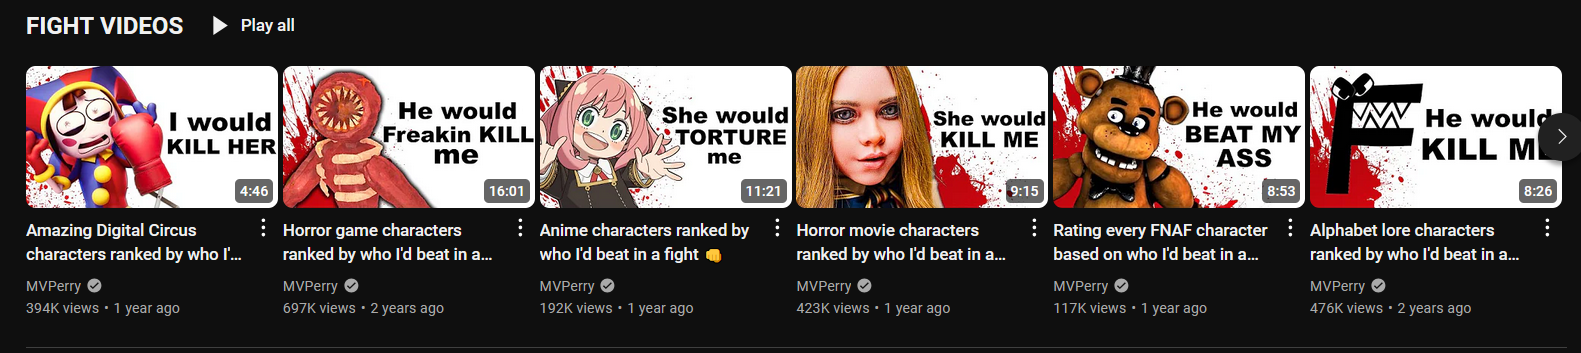 FIGHT VIDEOS
Play all
I would
KILL HER
4:46
He would
Freakin KILL
me
16:01
She would
TORTURE
me
11:21
She would
KILL ME
9:15
He would
BEAT MY
ASS
8:53
He would
KILL ME
8:26
Amazing Digital Circus
characters ranked by who I'...
MVPerry
394K views • 1 year ago
Horror game characters
ranked by who I'd beat in a...
MVPerry
697K views • 2 years ago
Anime characters ranked by
who I'd beat in a fight 👊
MVPerry
192K views • 1 year ago
Horror movie characters
ranked by who I'd beat in a...
MVPerry
423K views • 1 year ago
Rating every FNAF character
based on who I'd beat in a...
MVPerry
117K views • 1 year ago
Alphabet lore characters
ranked by who I'd beat in a...
MVPerry
476K views • 2 years ago